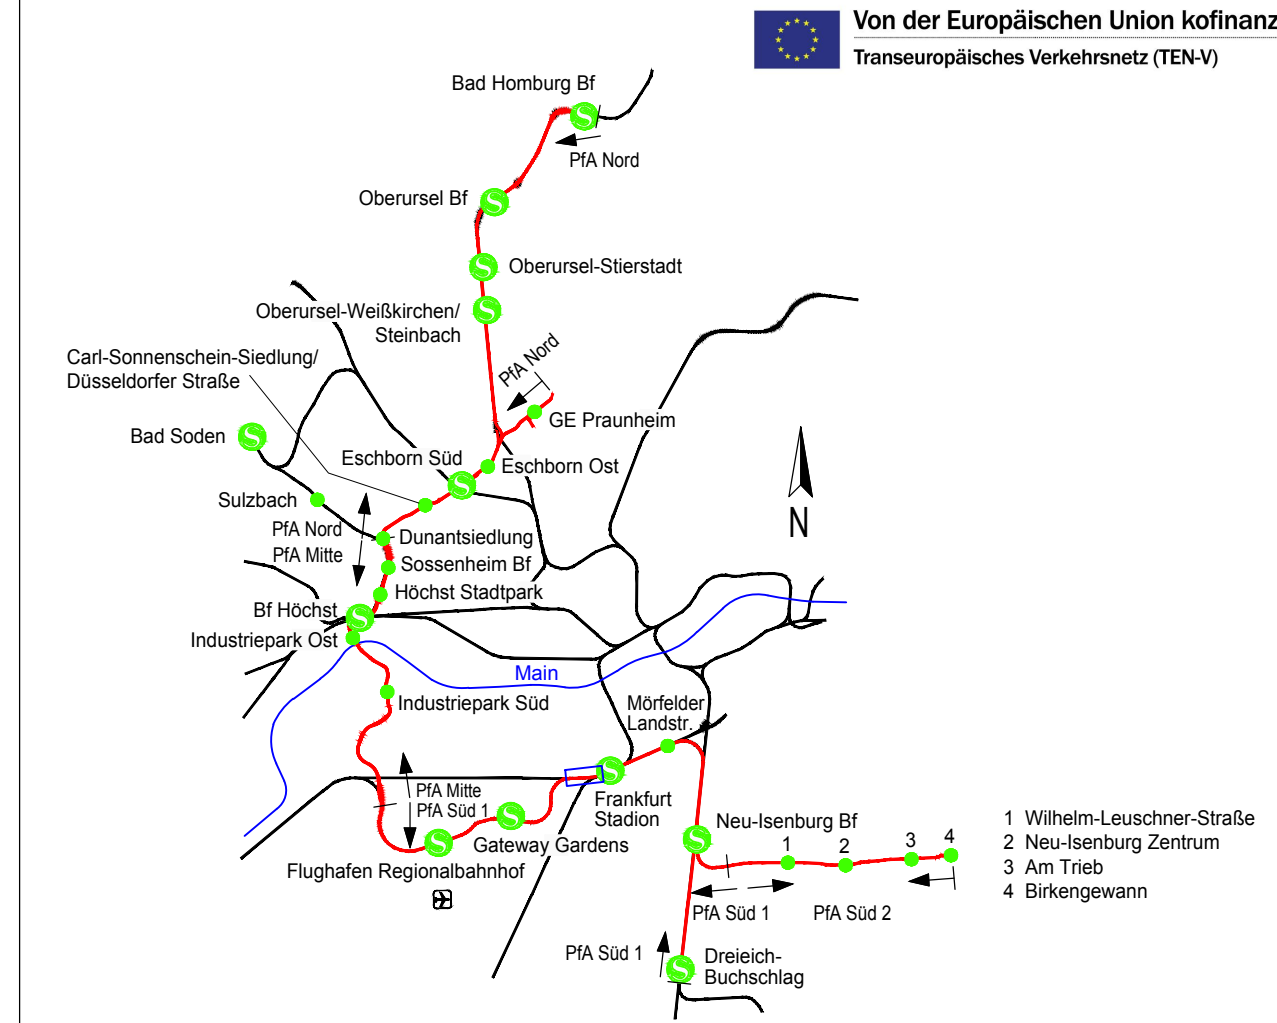 Von der Europäischen Union kofinanz
Transeuropäisches Verkehrsnetz (TEN-V)
Bad Homburg Bf
PfA Nord
Oberursel Bf
Oberursel-Stierstadt
Oberursel-Weißkirchen/
Steinbach
Carl-Sonnenschein-Siedlung/
Düsseldorfer Straße
PfA Nord
GE Praunheim
Bad Soden
Eschborn Süd
Eschborn Ost
Sulzbach
PfA Nord
PfA Mitte
Dunantsiedlung
Sossenheim Bf
Höchst Stadtpark
N
Bf Höchst
Industriepark Ost
Main
Industriepark Süd
Mörfelder
Landstr.
PfA Mitte
PfA Süd 1
Frankfurt
Stadion
Gateway Gardens
Flughafen Regionalbahnhof
Neu-Isenburg Bf
1
2
3
4
PfA Süd 1
PfA Süd 2
PfA Süd 1
Dreieich-
Buchschlag
1 Wilhelm-Leuschner-Straße
2 Neu-Isenburg Zentrum
3 Am Trieb
4 Birkengewann